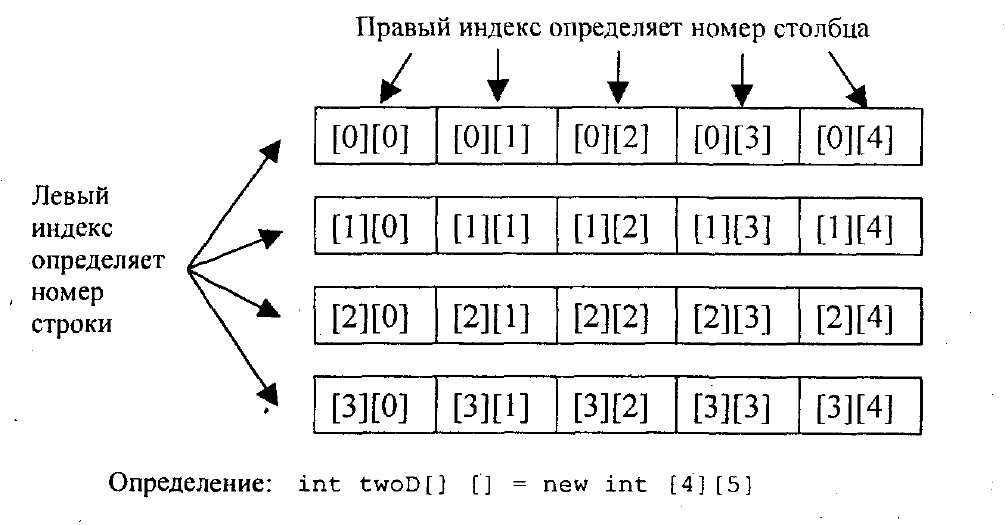 Правый индекс определяет номер столбца
[0][0] [0][1] [0][2] [0][3] [0][4]
Левый
индекс
определяет
номер
строки
[1][0] [1][1] [1][2] [1][3] [1][4]
[2][0] [2][1] [2][2] [2][3] [2][4]
[3][0] [3][1] [3][2] [3][3] [3][4]
Определение: int twoD[] [] = new int [4][5]